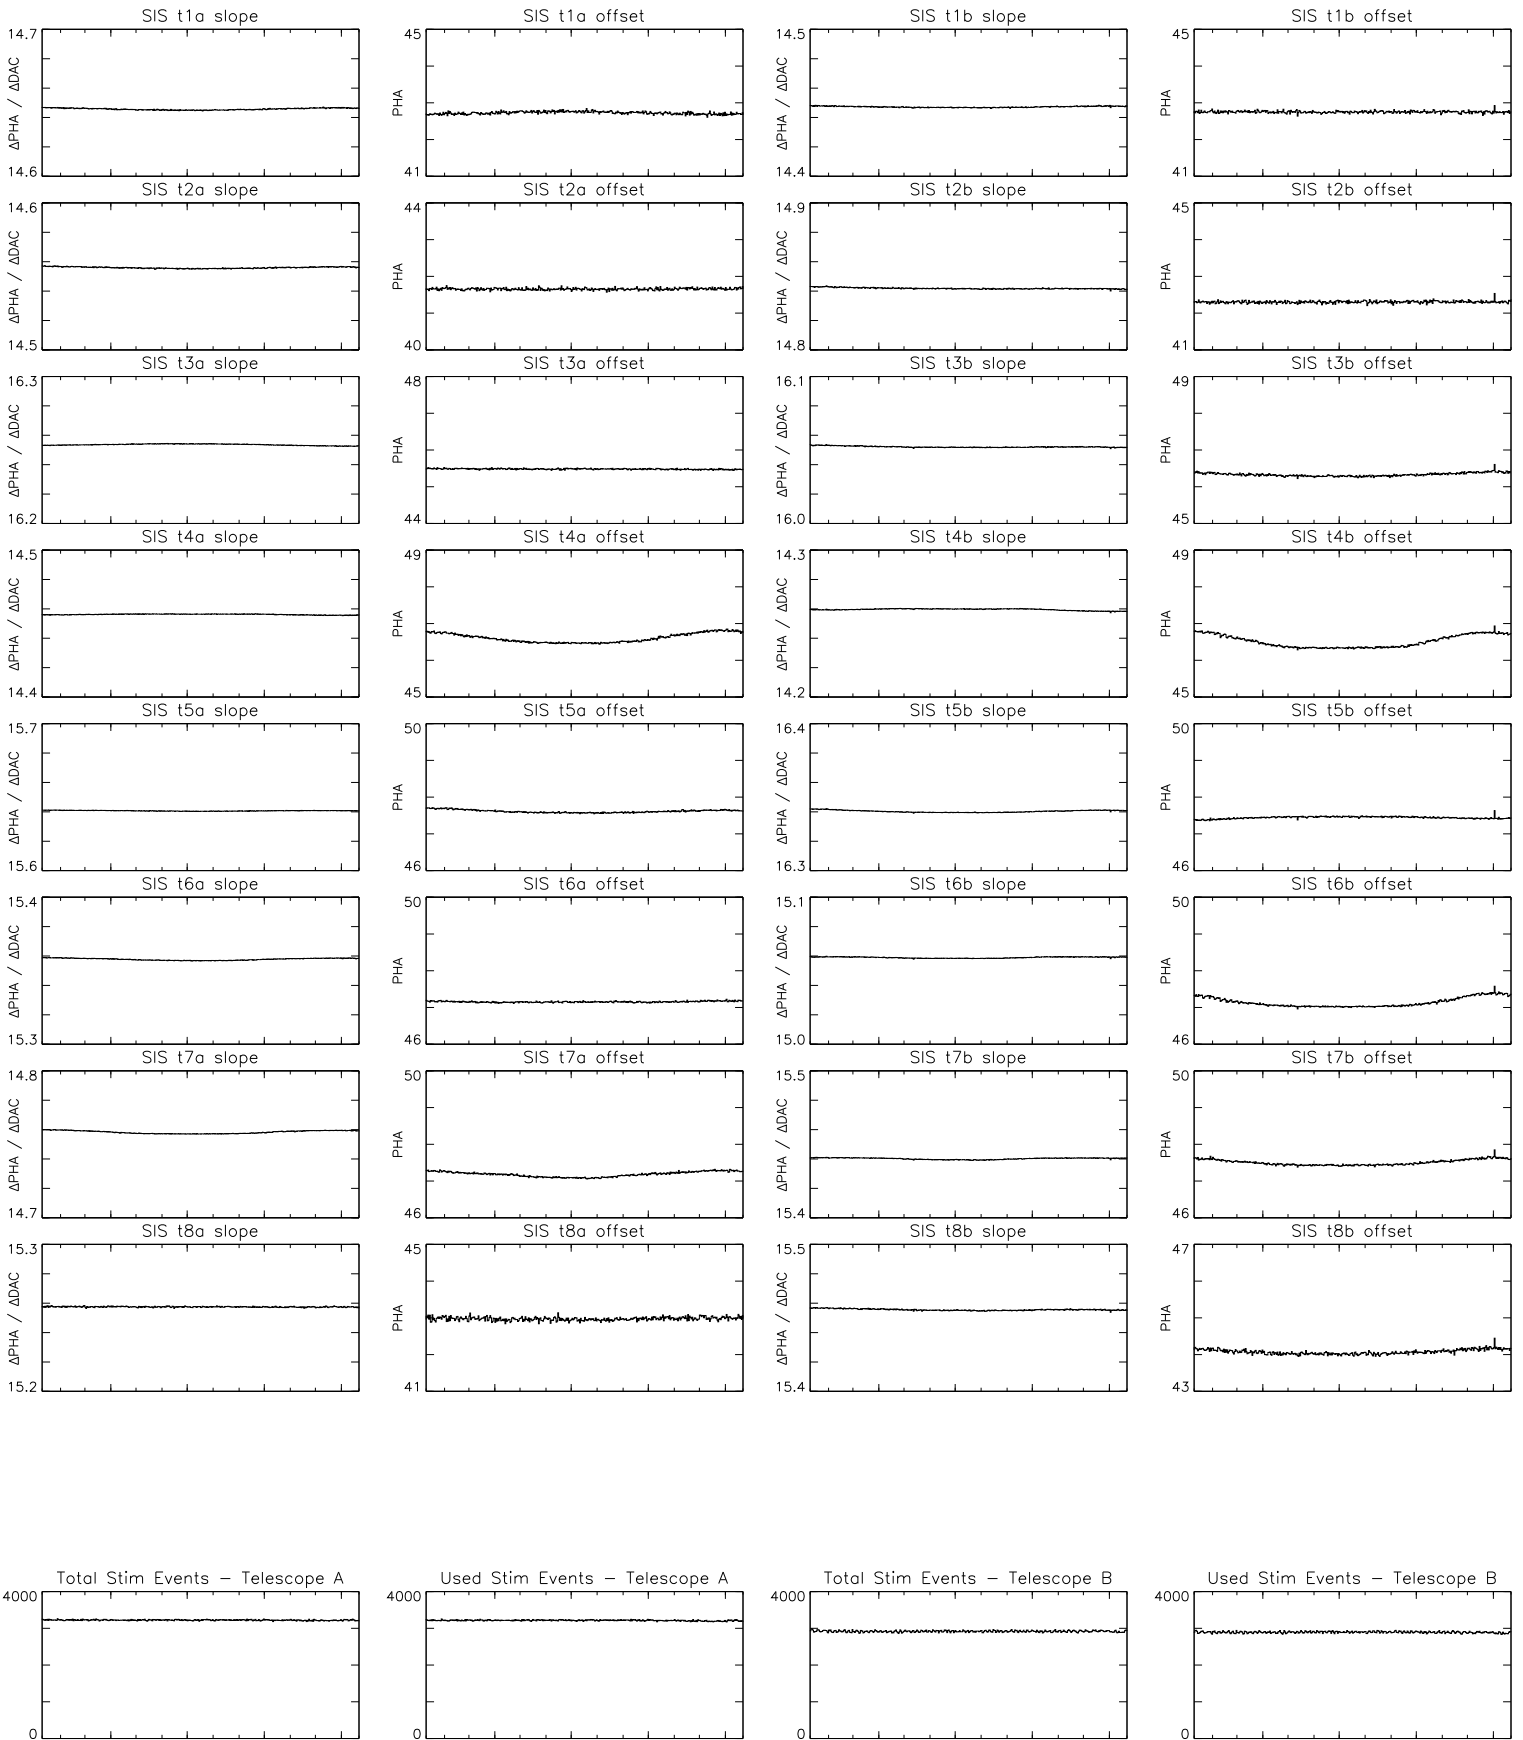 SIS t1a slope SIS t1a offset SIS t1b slope SIS t1b offset
14.7 45 14.5 45
ΔPHA / ΔDAC PHA ΔPHA / ΔDAC PHA
14.6 41 14.4 41
SIS t2a slope SIS t2a offset SIS t2b slope SIS t2b offset
14.6 44 14.9 45
ΔPHA / ΔDAC PHA ΔPHA / ΔDAC PHA
14.5 40 14.8 41
SIS t3a slope SIS t3a offset SIS t3b slope SIS t3b offset
16.3 48 16.1 49
ΔPHA / ΔDAC PHA ΔPHA / ΔDAC PHA
16.2 44 16.0 45
SIS t4a slope SIS t4a offset SIS t4b slope SIS t4b offset
14.5 49 14.3 49
ΔPHA / ΔDAC PHA ΔPHA / ΔDAC PHA
14.4 45 14.2 45
SIS t5a slope SIS t5a offset SIS t5b slope SIS t5b offset
15.7 50 16.4 50
ΔPHA / ΔDAC PHA ΔPHA / ΔDAC PHA
15.6 46 16.3 46
SIS t6a slope SIS t6a offset SIS t6b slope SIS t6b offset
15.4 50 15.1 50
ΔPHA / ΔDAC PHA ΔPHA / ΔDAC PHA
15.3 46 15.0 46
SIS t7a slope SIS t7a offset SIS t7b slope SIS t7b offset
14.8 50 15.5 50
ΔPHA / ΔDAC PHA ΔPHA / ΔDAC PHA
14.7 46 15.4 46
SIS t8a slope SIS t8a offset SIS t8b slope SIS t8b offset
15.3 45 15.5 47
ΔPHA / ΔDAC PHA ΔPHA / ΔDAC PHA
15.2 41 15.4 43
Total Stim Events – Telescope A Used Stim Events – Telescope A Total Stim Events – Telescope B Used Stim Events – Telescope B
4000 4000 4000 4000
0 0 0 0